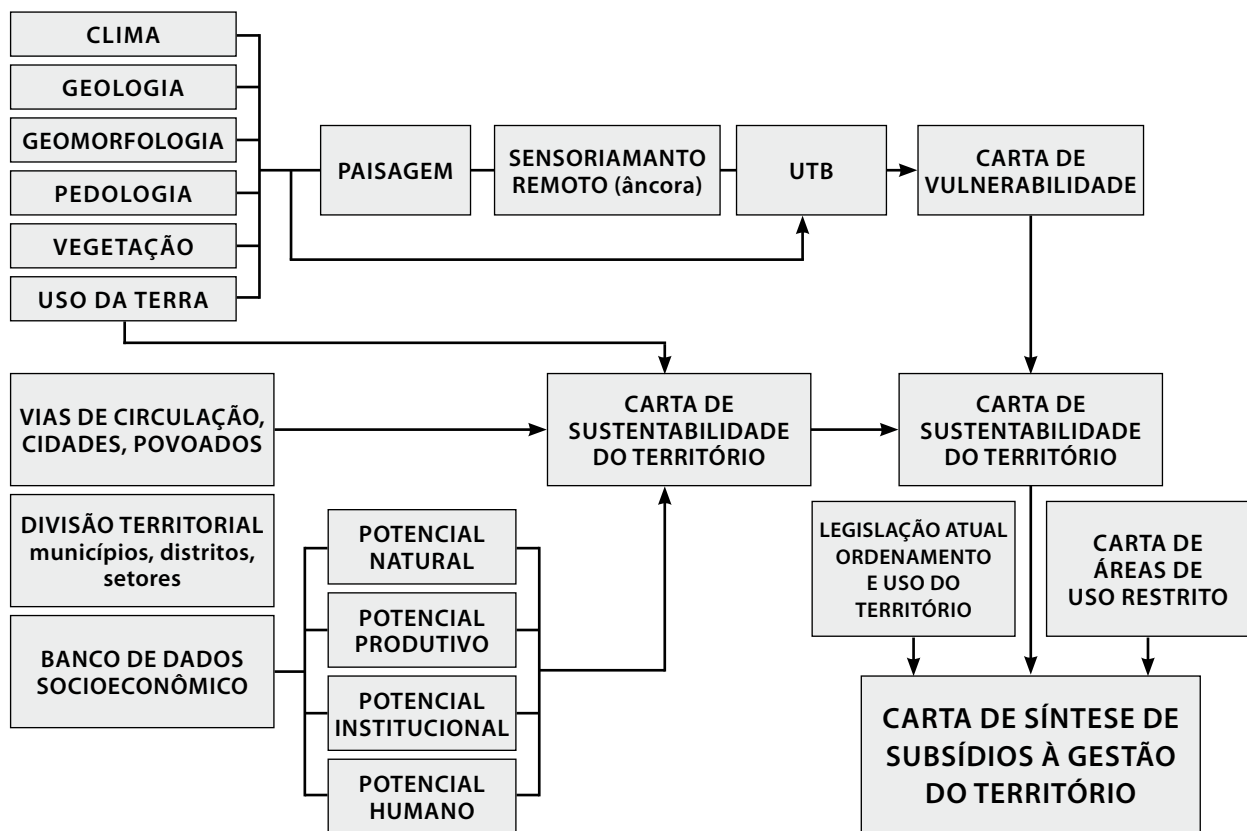 CLIMA
GEOLOGIA
GEOMORFOLOGIA
PEDOLOGIA
VEGETAÇÃO
USO DA TERRA
PAISAGEM
SENSORIAMANTO
REMOTO (âncora)
UTB
CARTA DE
VULNERABILIDADE
VIAS DE CIRCULAÇÃO,
CIDADES, POVOADOS
CARTA DE
SUSTENTABILIDADE
DO TERRITÓRIO
CARTA DE
SUSTENTABILIDADE
DO TERRITÓRIO
DIVISÃO TERRITORIAL
municípios, distritos,
setores
BANCO DE DADOS
SOCIOECONÔMICO
POTENCIAL
NATURAL
POTENCIAL
PRODUTIVO
POTENCIAL
INSTITUCIONAL
POTENCIAL
HUMANO
LEGISLAÇÃO ATUAL
ORDENAMENTO
E USO DO
TERRITÓRIO
CARTA DE
ÁREAS DE
USO RESTRITO
CARTA DE SÍNTESE DE
SUBSÍDIOS À GESTÃO
DO TERRITÓRIO